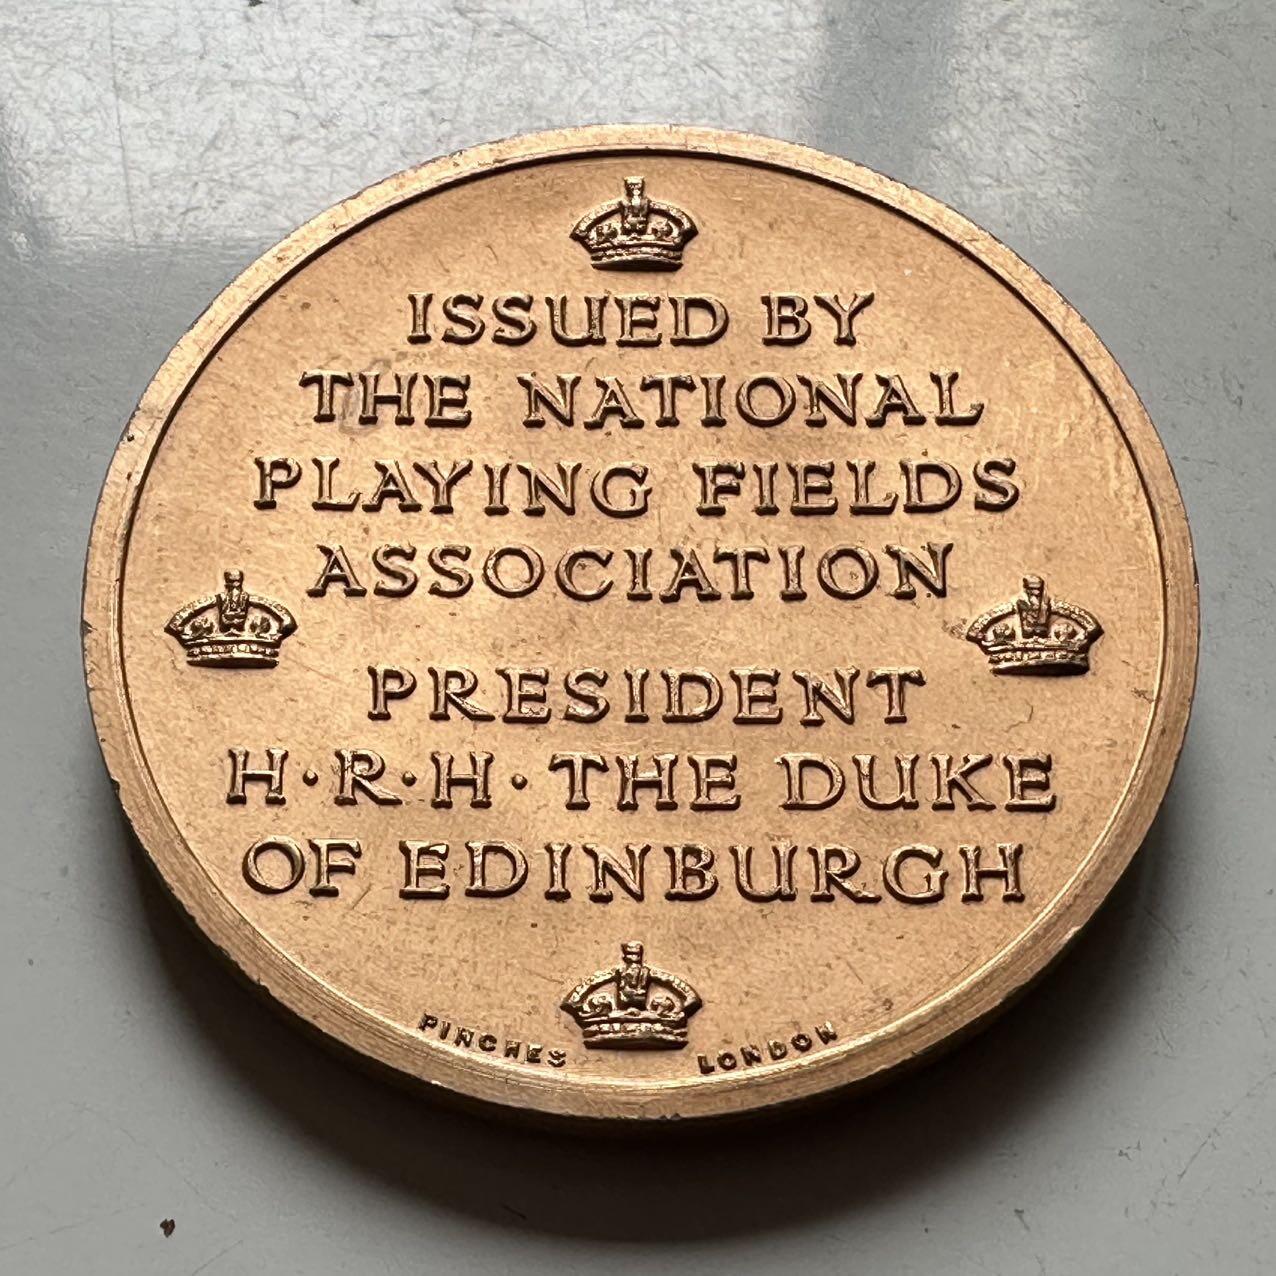 ISSUED BY
THE NATIONAL
PLAYING FIELDS
ASSOCIATION
PRESIDENT
H·R·H·THE DUKE
OF EDINBURGH
PINCHES LONDON